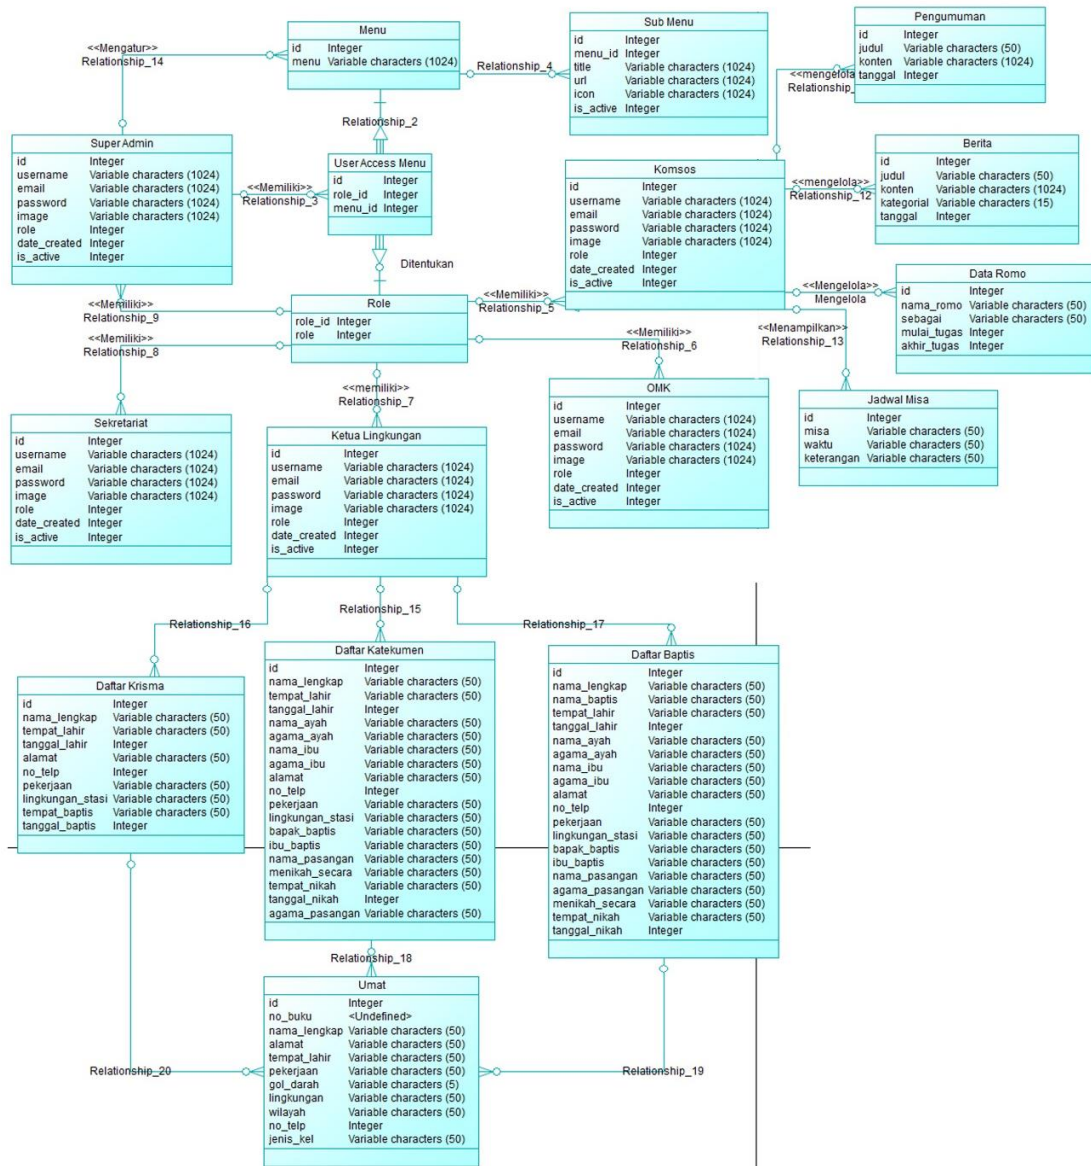 Menu
id Integer
menu Variable characters (1024)
Sub Menu
id Integer
menu_id Integer
title Variable characters (1024)
url Variable characters (1024)
icon Variable characters (1024)
is_active Integer
Pengumuman
id Integer
judul Variable characters (50)
konten Variable characters (1024)
tanggal Integer
<<Mengatur>>
Relationship_14
Relationship_4
<<mengelola
Relationship_
Relationship_2
Super Admin
id Integer
username Variable characters (1024)
email Variable characters (1024)
password Variable characters (1024)
image Variable characters (1024)
role Integer
date_created Integer
is_active Integer
<<Memiliki>>
Relationship_3
User Access Menu
id Integer
role_id Integer
menu_id Integer
Komsos
id Integer
username Variable characters (1024)
email Variable characters (1024)
password Variable characters (1024)
image Variable characters (1024)
role Integer
date_created Integer
is_active Integer
<<mengelola>>
Relationship_12
Berita
id Integer
judul Variable characters (50)
konten Variable characters (1024)
kategorial Variable characters (15)
tanggal Integer
Ditentukan
<<Memiliki>>
Relationship_9
Role
role_id Integer
role Integer
<<Memiliki>>
Relationship_5
<<Mengelola>>
Mengelola
Data Romo
id Integer
nama_romo Variable characters (50)
sebagai Variable characters (50)
mulai_tugas Integer
akhir_tugas Integer
<<Memiliki>>
Relationship_8
<<Memiliki>>
Relationship_6
<<Menampilkan>>
Relationship_13
<<memiliki>>
Relationship_7
Sekretariat
id Integer
username Variable characters (1024)
email Variable characters (1024)
password Variable characters (1024)
image Variable characters (1024)
role Integer
date_created Integer
is_active Integer
Ketua Lingkungan
id Integer
username Variable characters (1024)
email Variable characters (1024)
password Variable characters (1024)
image Variable characters (1024)
role Integer
date_created Integer
is_active Integer
OMK
id Integer
username Variable characters (1024)
email Variable characters (1024)
password Variable characters (1024)
image Variable characters (1024)
role Integer
date_created Integer
is_active Integer
Jadwal Misa
id Integer
misa Variable characters (50)
waktu Variable characters (50)
keterangan Variable characters (50)
Relationship_16
Relationship_15
Relationship_17
Daftar Krisma
id Integer
nama_lengkap Variable characters (50)
tempat_lahir Variable characters (50)
tanggal_lahir Integer
alamat Variable characters (50)
no_telp Integer
pekerjaan Variable characters (50)
lingkungan_stasi Variable characters (50)
tempat_baptis Variable characters (50)
tanggal_baptis Integer
Daftar Katekumen
id Integer
nama_lengkap Variable characters (50)
tempat_lahir Variable characters (50)
tanggal_lahir Integer
nama_ayah Variable characters (50)
agama_ayah Variable characters (50)
nama_ibu Variable characters (50)
agama_ibu Variable characters (50)
alamat Variable characters (50)
no_telp Integer
pekerjaan Variable characters (50)
lingkungan_stasi Variable characters (50)
bapak_baptis Variable characters (50)
ibu_baptis Variable characters (50)
nama_pasangan Variable characters (50)
menikah_secara Variable characters (50)
tempat_nikah Variable characters (50)
tanggal_nikah Integer
agama_pasangan Variable characters (50)
Daftar Baptis
id Integer
nama_lengkap Variable characters (50)
nama_baptis Variable characters (50)
tempat_lahir Variable characters (50)
tanggal_lahir Integer
nama_ayah Variable characters (50)
agama_ayah Variable characters (50)
nama_ibu Variable characters (50)
agama_ibu Variable characters (50)
alamat Variable characters (50)
no_telp Integer
pekerjaan Variable characters (50)
lingkungan_stasi Variable characters (50)
bapak_baptis Variable characters (50)
ibu_baptis Variable characters (50)
nama_pasangan Variable characters (50)
agama_pasangan Variable characters (50)
menikah_secara Variable characters (50)
tempat_nikah Variable characters (50)
tanggal_nikah Integer
Relationship_18
Umat
id Integer
no_buku <Undefined>
nama_lengkap Variable characters (50)
alamat Variable characters (50)
tempat_lahir Variable characters (50)
pekerjaan Variable characters (50)
gol_darah Variable characters (5)
lingkungan Variable characters (50)
wilayah Variable characters (50)
no_telp Integer
jenis_kel Variable characters (50)
Relationship_20
Relationship_19